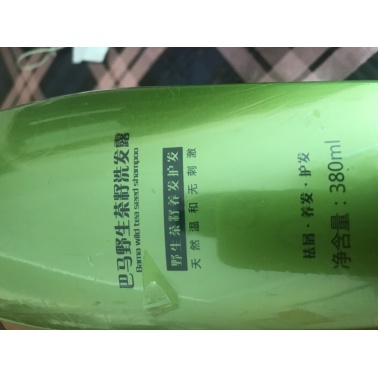 巴马野生茶籽洗发露
Bama wild tea seed shampoo
野生茶籽养发护发
天然温和无刺激
祛屑·养发·护发
净含量：380ml